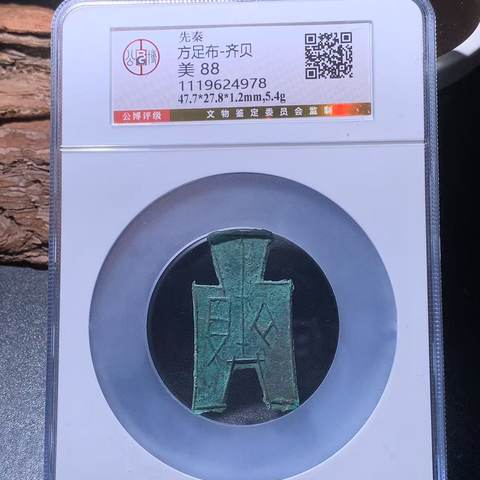 先秦
方足布-齐贝
美 88
1119624978
47.7*27.8*1.2mm,5.4g
公博评级
文物鉴定委员会监制